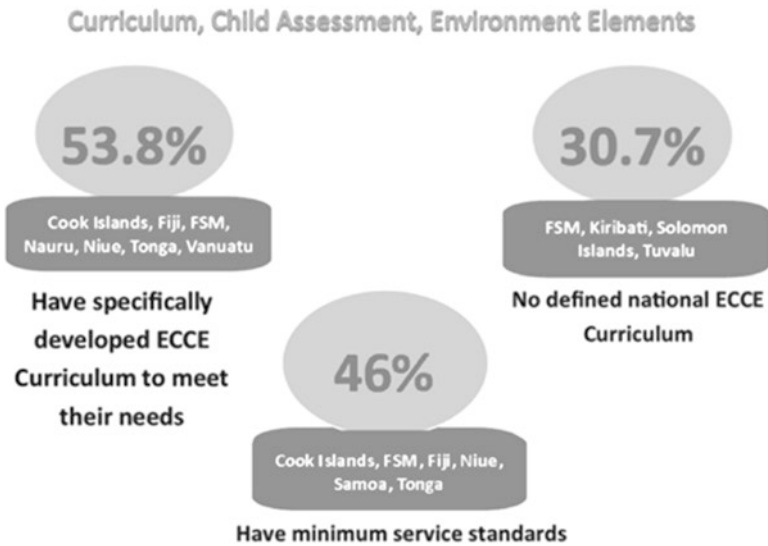 Curriculum, Child Assessment, Environment Elements
53.8%
Cook Islands, Fiji, FSM,
Nauru, Niue, Tonga, Vanuatu
Have specifically
developed ECCE
Curriculum to meet
their needs
30.7%
FSM, Kiribati, Solomon
Islands, Tuvalu
No defined national ECCE
Curriculum
46%
Cook Islands, FSM, Fiji, Niue,
Samoa, Tonga
Have minimum service standards